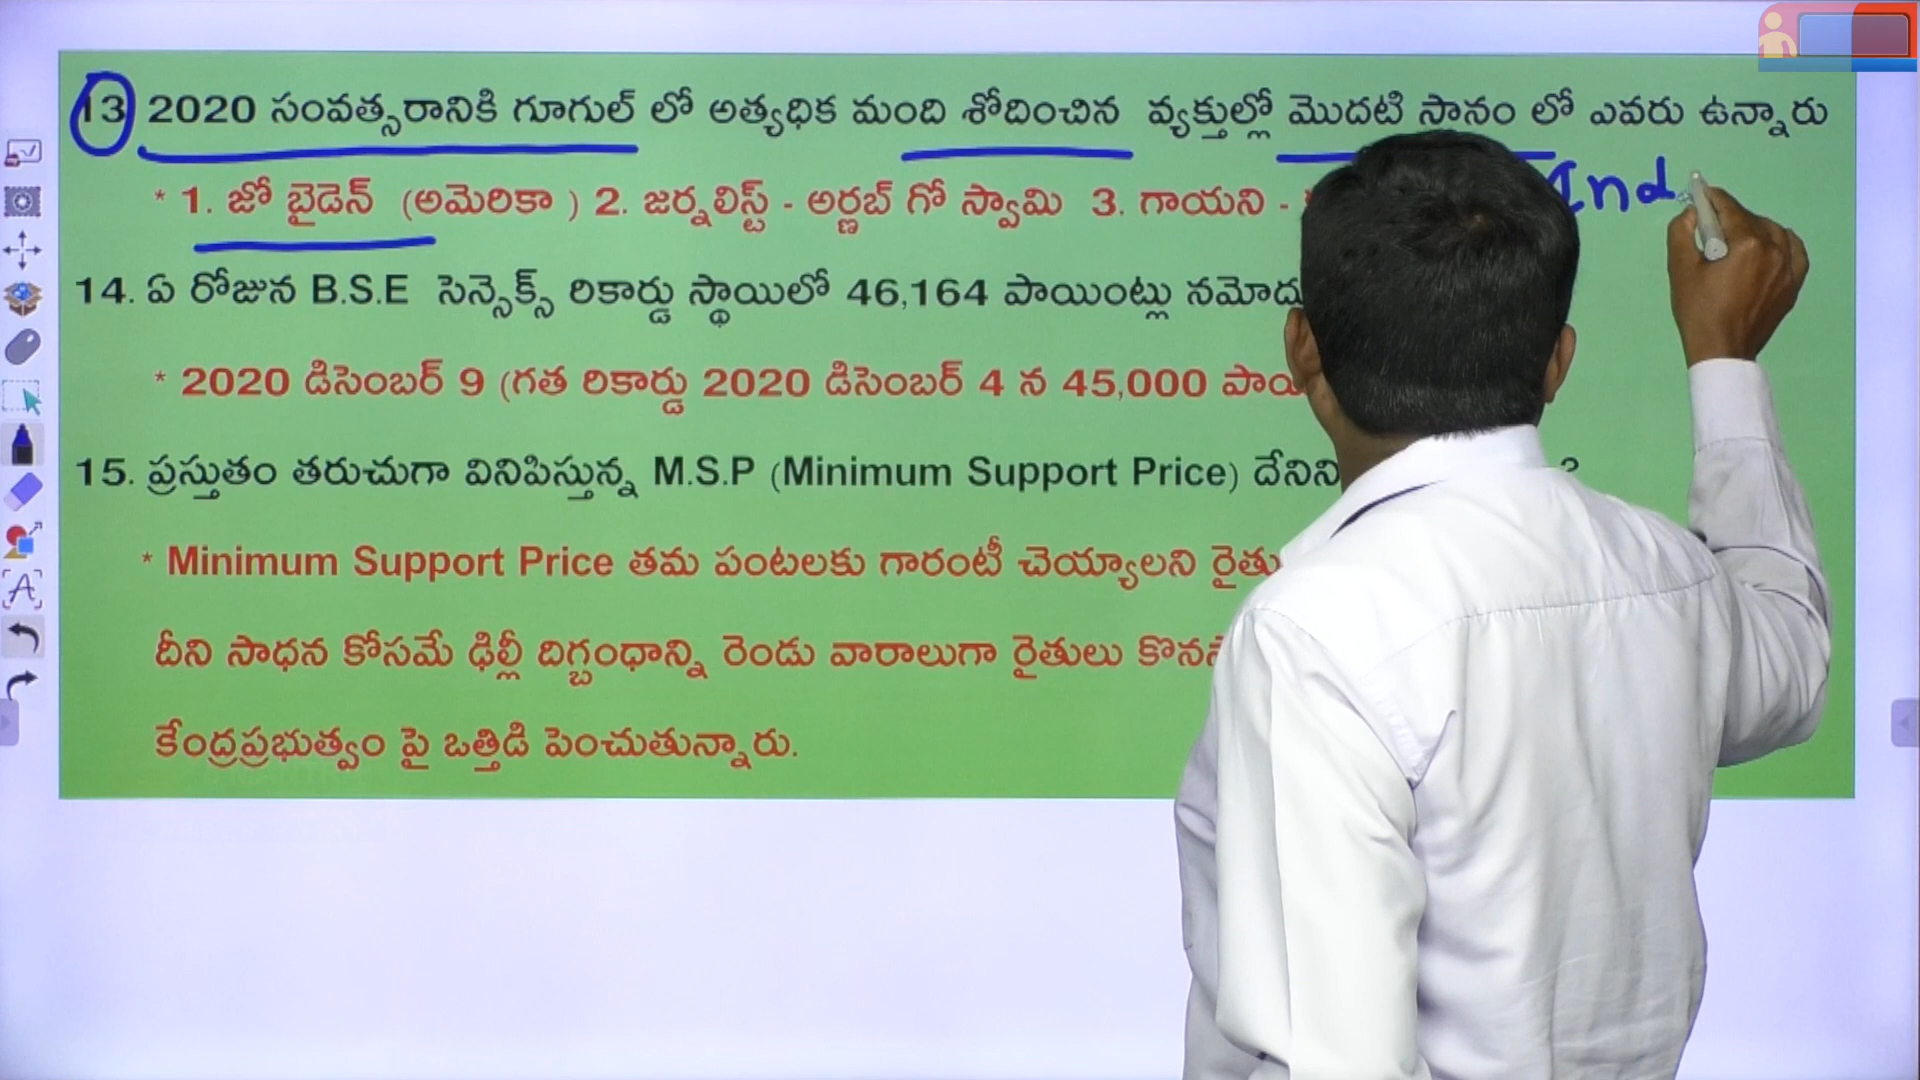 13 2020 సంవత్సరానికి గూగుల్ లో అత్యధిక మంది శోదించిన వ్యక్తుల్లో మొదటి సానం లో ఎవరు ఉన్నారు
* 1. జో బైడెన్ (అమెరికా ) 2. జర్నలిస్ట్ - అర్ణబ్ గో స్వామి 3. గాయని - Ind
14. ఏ రోజున B.S.E సెన్సెక్స్ రికార్డు స్థాయిలో 46,164 పాయింట్లు
* 2020 డిసెంబర్ 9 (గత రికార్డు 2020 డిసెంబర్ 4 న 45,000
15. ప్రస్తుతం తరుచుగా వినిపిస్తున్న M.S.P (Minimum Support Price) దేనిని ?
* Minimum Support Price తమ పంటలకు గారంటీ చెయ్యాలని
దీని సాధన కోసమే ఢిల్లీ దిగ్బంధాన్ని రెండు వారాలుగా రైతులు
కేంద్రప్రభుత్వం పై ఒత్తిడి పెంచుతున్నారు.